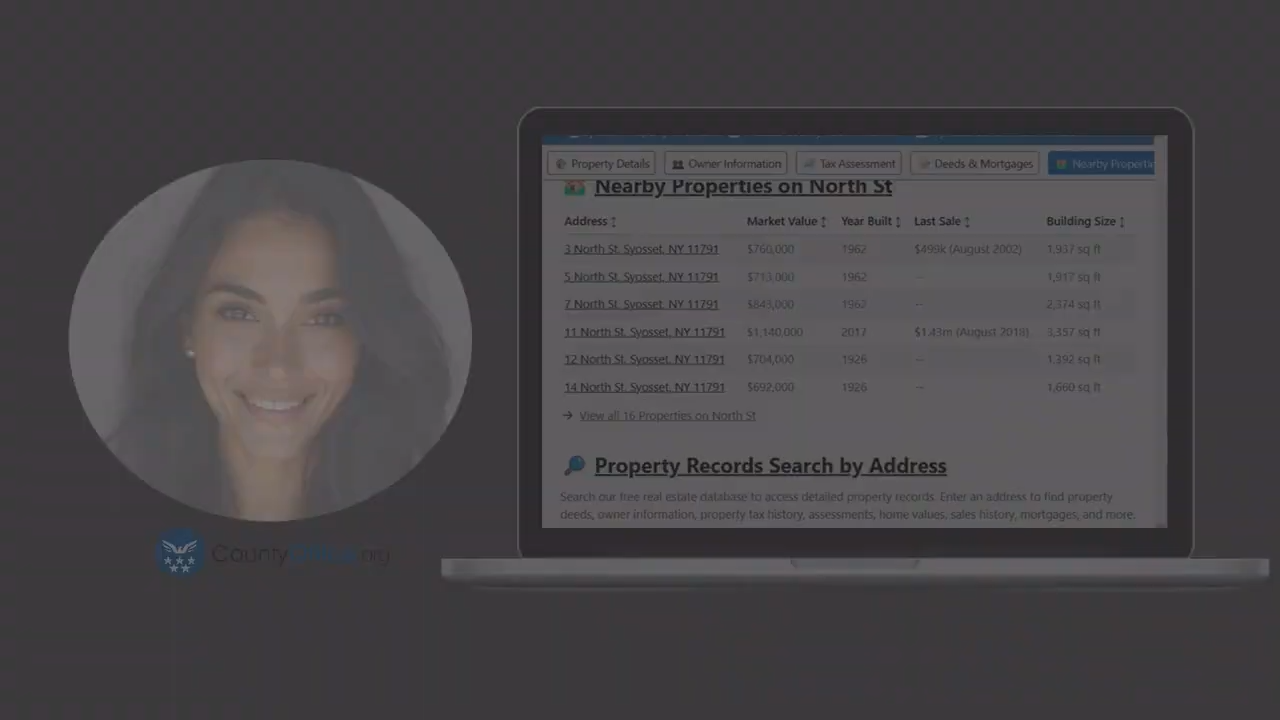 Property Details Owner Information Tax Assessment Deeds & Mortgages Nearby
Nearby Properties on North St
Address Market Value Year Built Last Sale Building Size
3 North St, Syosset, NY 11791 $766,000 1962 $499k (August 2002) 1,937 sq ft
5 North St, Syosset, NY 11791 $713,000 1962 -- 1,917 sq ft
7 North St, Syosset, NY 11791 $843,000 1962 -- 2,374 sq ft
11 North St, Syosset, NY 11791 $1,140,000 2017 $1.43m (August 2018) 3,357 sq ft
12 North St, Syosset, NY 11791 $704,000 1926 -- 1,392 sq ft
14 North St, Syosset, NY 11791 $692,000 1926 -- 1,660 sq ft
→ View all 16 Properties on North St
Property Records Search by Address
Search our free real estate database to access detailed property records. Enter an address to find property
deeds, owner information, property tax history, assessments, home values, sales history, mortgages, and more.
CountyOffice.org